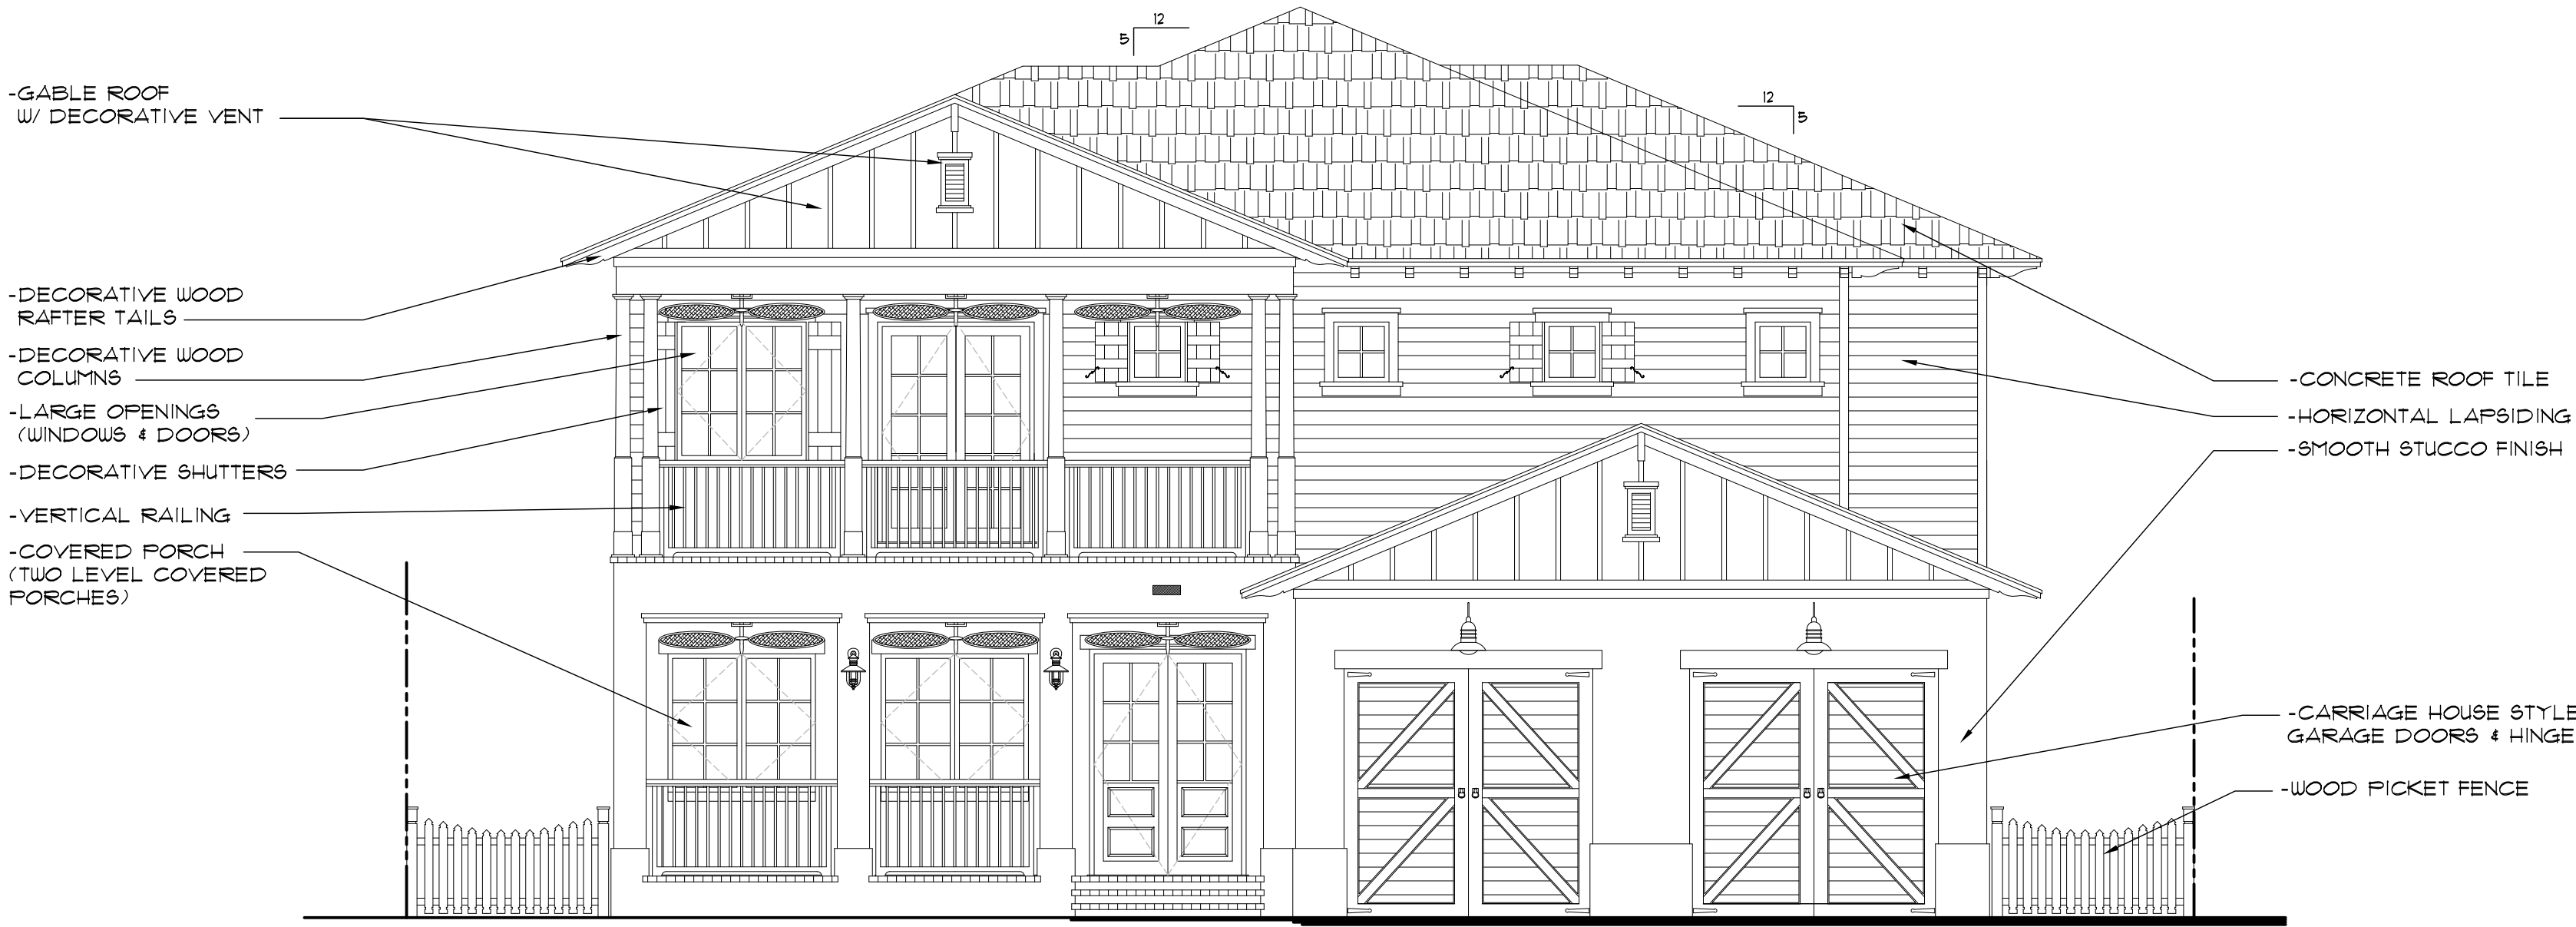 12
5
12
5
-GABLE ROOF
W/ DECORATIVE VENT
-DECORATIVE WOOD
RAFTER TAILS
-DECORATIVE WOOD
COLUMNS
-LARGE OPENINGS
(WINDOWS & DOORS)
-DECORATIVE SHUTTERS
-VERTICAL RAILING
-COVERED PORCH
(TWO LEVEL COVERED
PORCHES)
-CONCRETE ROOF TILE
-HORIZONTAL LAPSIDING
-SMOOTH STUCCO FINISH
-CARRIAGE HOUSE STYLE
GARAGE DOORS & HINGE
-WOOD PICKET FENCE